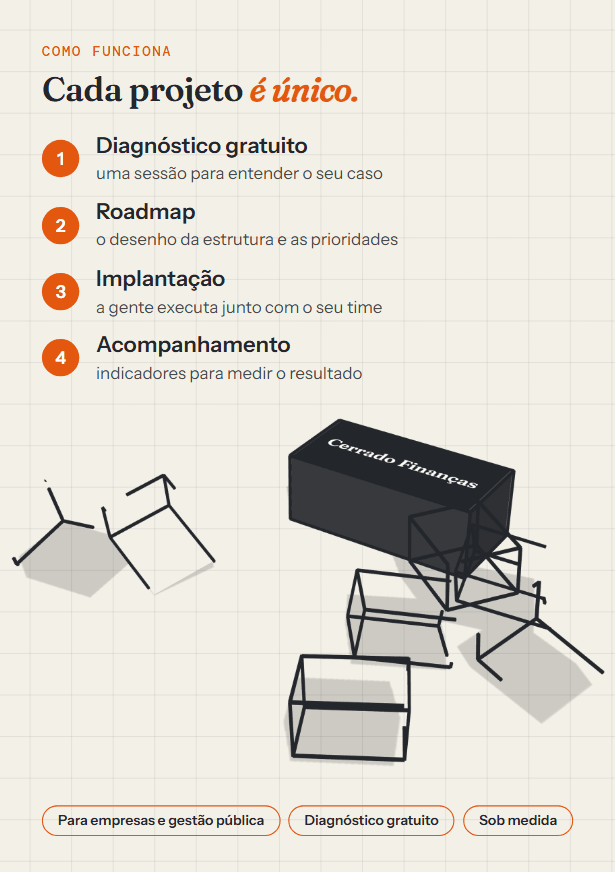 COMO FUNCIONA
Cada projeto é único.
1
Diagnóstico gratuito
uma sessão para entender o seu caso
2
Roadmap
o desenho da estrutura e as prioridades
3
Implantação
a gente executa junto com o seu time
4
Acompanhamento
indicadores para medir o resultado
Cerrado Finanças
Para empresas e gestão pública
Diagnóstico gratuito
Sob medida